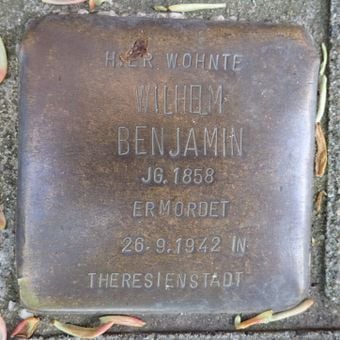 HIER WOHNTE
WILHELM
BENJAMIN
JG. 1858
ERMORDET
26.9.1942 IN
THERESIENSTADT